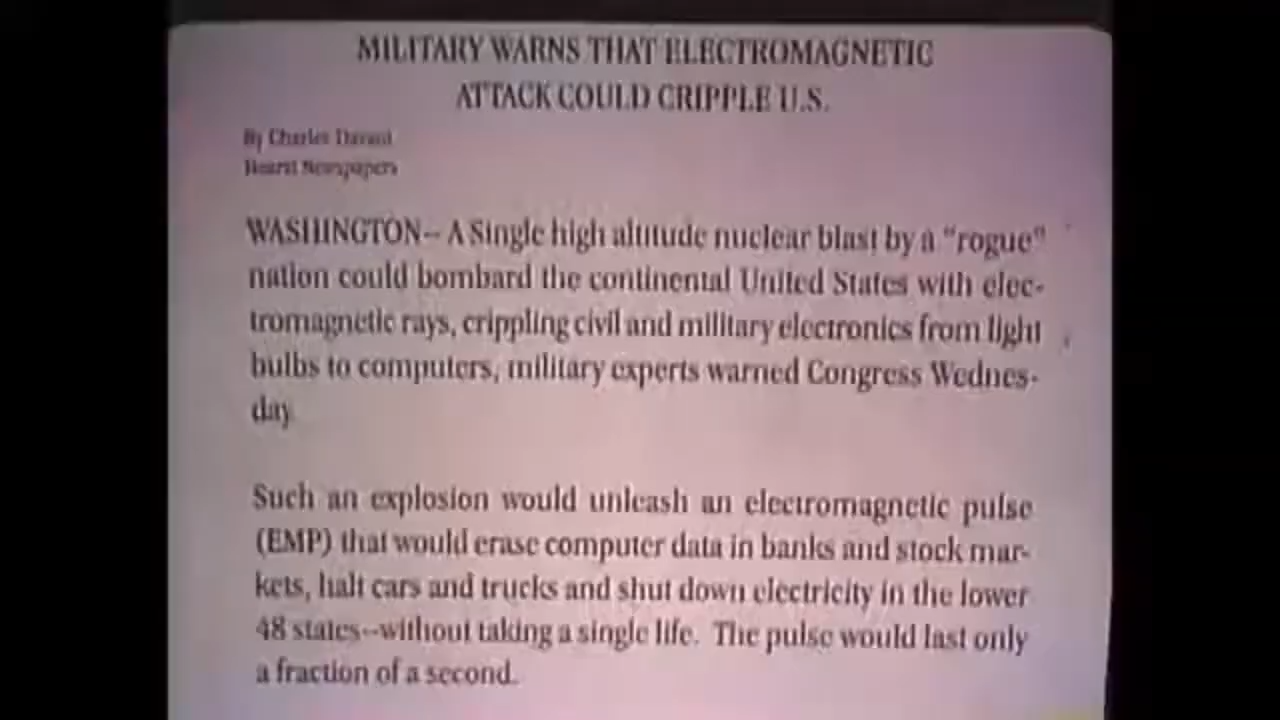 MILITARY WARNS THAT ELECTROMAGNETIC
ATTACK COULD CRIPPLE U.S.
By Charles
Hearst Newspapers
WASHINGTON-- A Single high altitude nuclear blast by a "rogue"
nation could bombard the continental United States with elec-
tromagnetic rays, crippling civil and military electronics from light
bulbs to computers, military experts warned Congress Wednes-
day
Such an explosion would unleash an electromagnetic pulse
(EMP) that would erase computer data in banks and stock mar-
kets, halt cars and trucks and shut down electricity in the lower
48 states--without taking a single life. The pulse would last only
a fraction of a second.